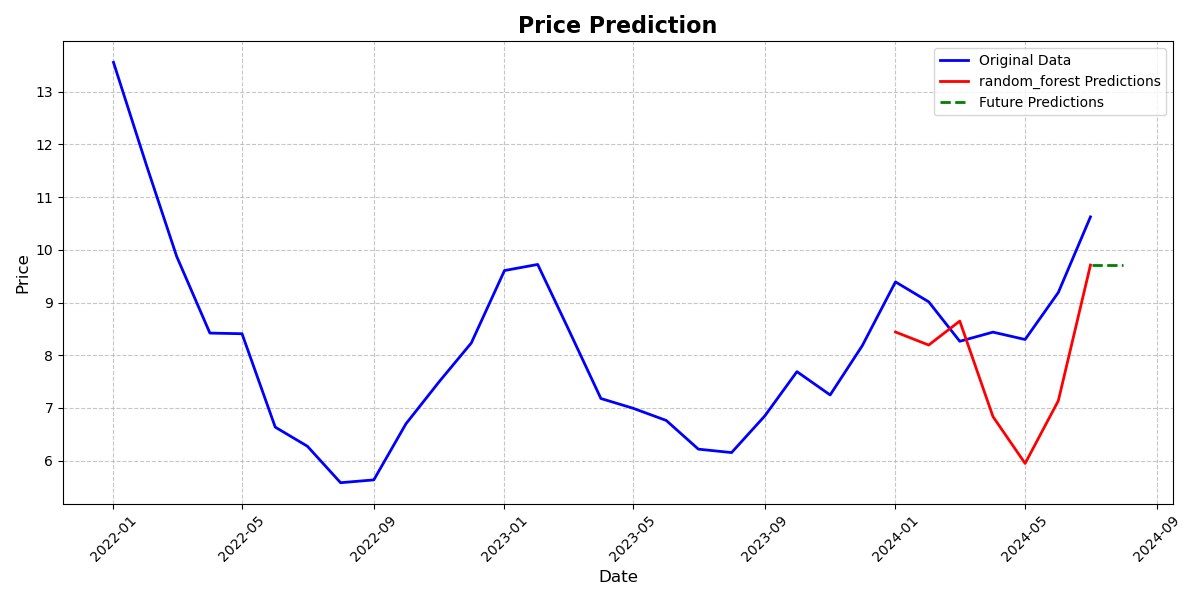 Price Prediction
Original Data
random_forest Predictions
Future Predictions
Price
13
12
11
10
9
8
7
6
2022-01
2022-05
2022-09
2023-01
2023-05
2023-09
2024-01
2024-05
2024-09
Date